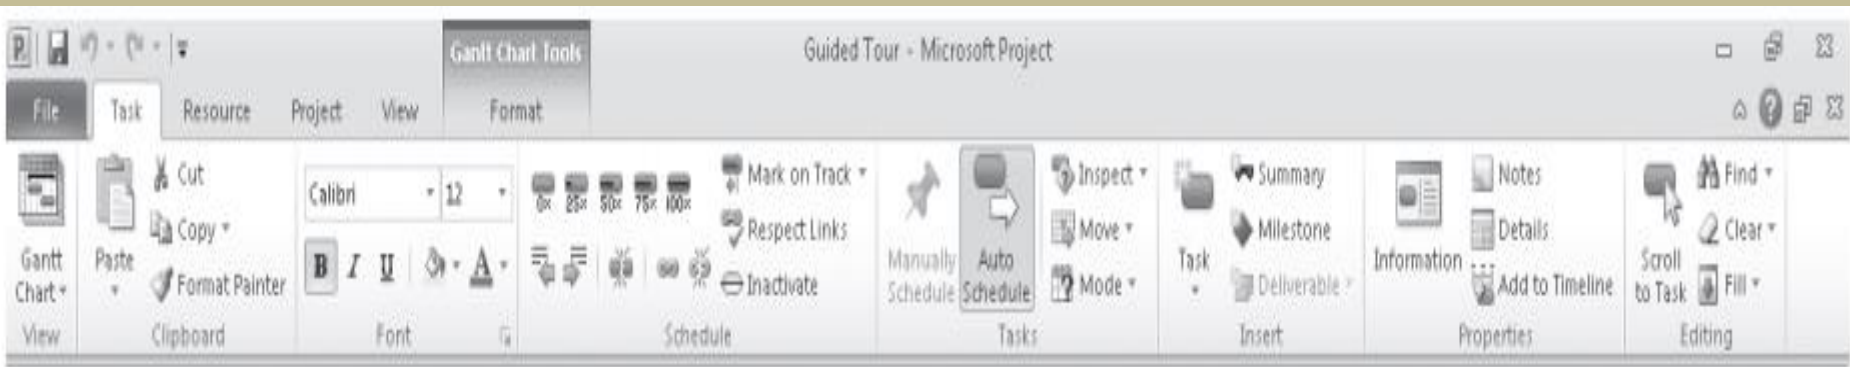 Gantt Chart Tools
Guided Tour - Microsoft Project
File Task Resource Project View Format
Gantt Chart
View
Paste
Cut
Copy
Format Painter
Clipboard
Calibri 12
B I U A
Font
0% 25% 50% 75% 100%
Mark on Track
Respect Links
Inactivate
Schedule
Manually Schedule
Auto Schedule
Inspect
Move
Mode
Tasks
Task
Summary
Milestone
Deliverable
Insert
Information
Notes
Details
Add to Timeline
Properties
Scroll to Task
Find
Clear
Fill
Editing